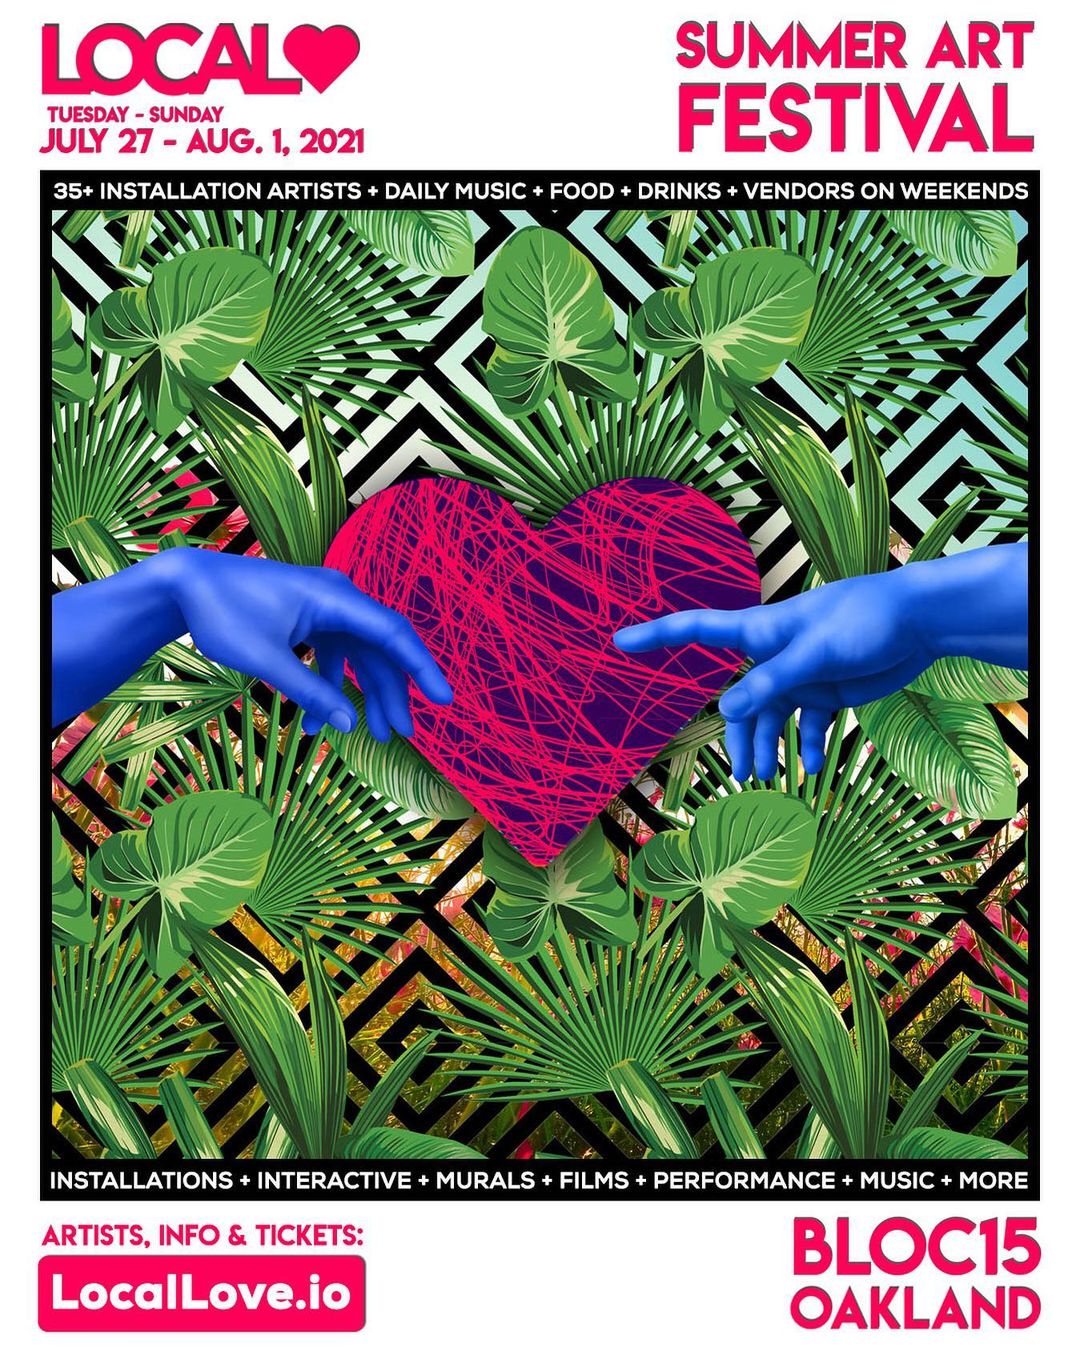 LOCAL
TUESDAY - SUNDAY
JULY 27 - AUG. 1, 2021
SUMMER ART
FESTIVAL
35+ INSTALLATION ARTISTS + DAILY MUSIC + FOOD + DRINKS + VENDORS ON WEEKENDS
INSTALLATIONS + INTERACTIVE + MURALS + FILMS + PERFORMANCE + MUSIC + MORE
ARTISTS, INFO & TICKETS:
LocalLove.io
BLOC15
OAKLAND